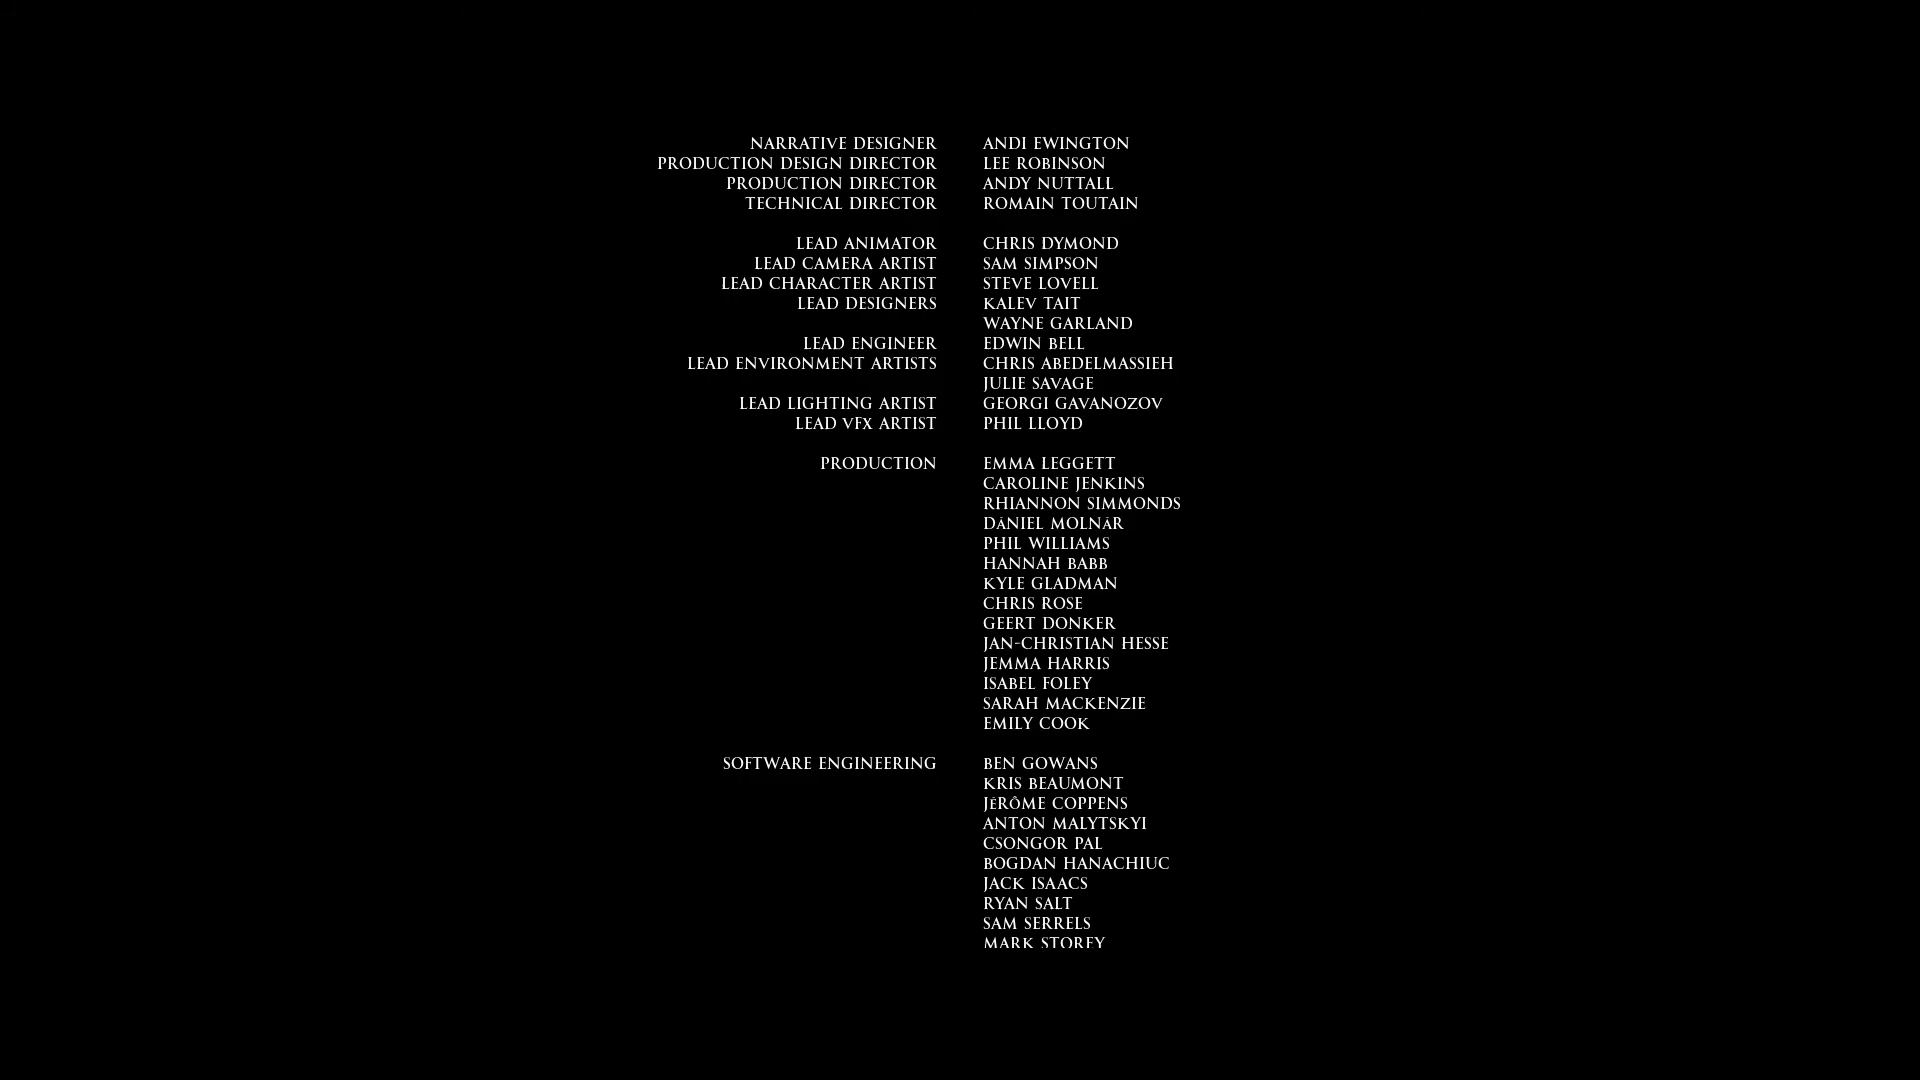 NARRATIVE DESIGNER ANDI EWINGTON
PRODUCTION DESIGN DIRECTOR LEE ROBINSON
PRODUCTION DIRECTOR ANDY NUTTALL
TECHNICAL DIRECTOR ROMAIN TOUTAIN
LEAD ANIMATOR CHRIS DYMOND
LEAD CAMERA ARTIST SAM SIMPSON
LEAD CHARACTER ARTIST STEVE LOVELL
LEAD DESIGNERS KALEV TAIT
WAYNE GARLAND
LEAD ENGINEER EDWIN BELL
LEAD ENVIRONMENT ARTISTS CHRIS ABEDELMASSIEH
JULIE SAVAGE
LEAD LIGHTING ARTIST GEORGI GAVANOZOV
LEAD VFX ARTIST PHIL LLOYD
PRODUCTION EMMA LEGGETT
CAROLINE JENKINS
RHIANNON SIMMONDS
DÁNIEL MOLNÁR
PHIL WILLIAMS
HANNAH BABB
KYLE GLADMAN
CHRIS ROSE
GEERT DONKER
JAN-CHRISTIAN HESSE
JEMMA HARRIS
ISABEL FOLEY
SARAH MACKENZIE
EMILY COOK
SOFTWARE ENGINEERING BEN GOWANS
KRIS BEAUMONT
JÉRÔME COPPENS
ANTON MALYTSKYI
CSONGOR PAL
BOGDAN HANACHIUC
JACK ISAACS
RYAN SALT
SAM SERRELS
MARK STOREY